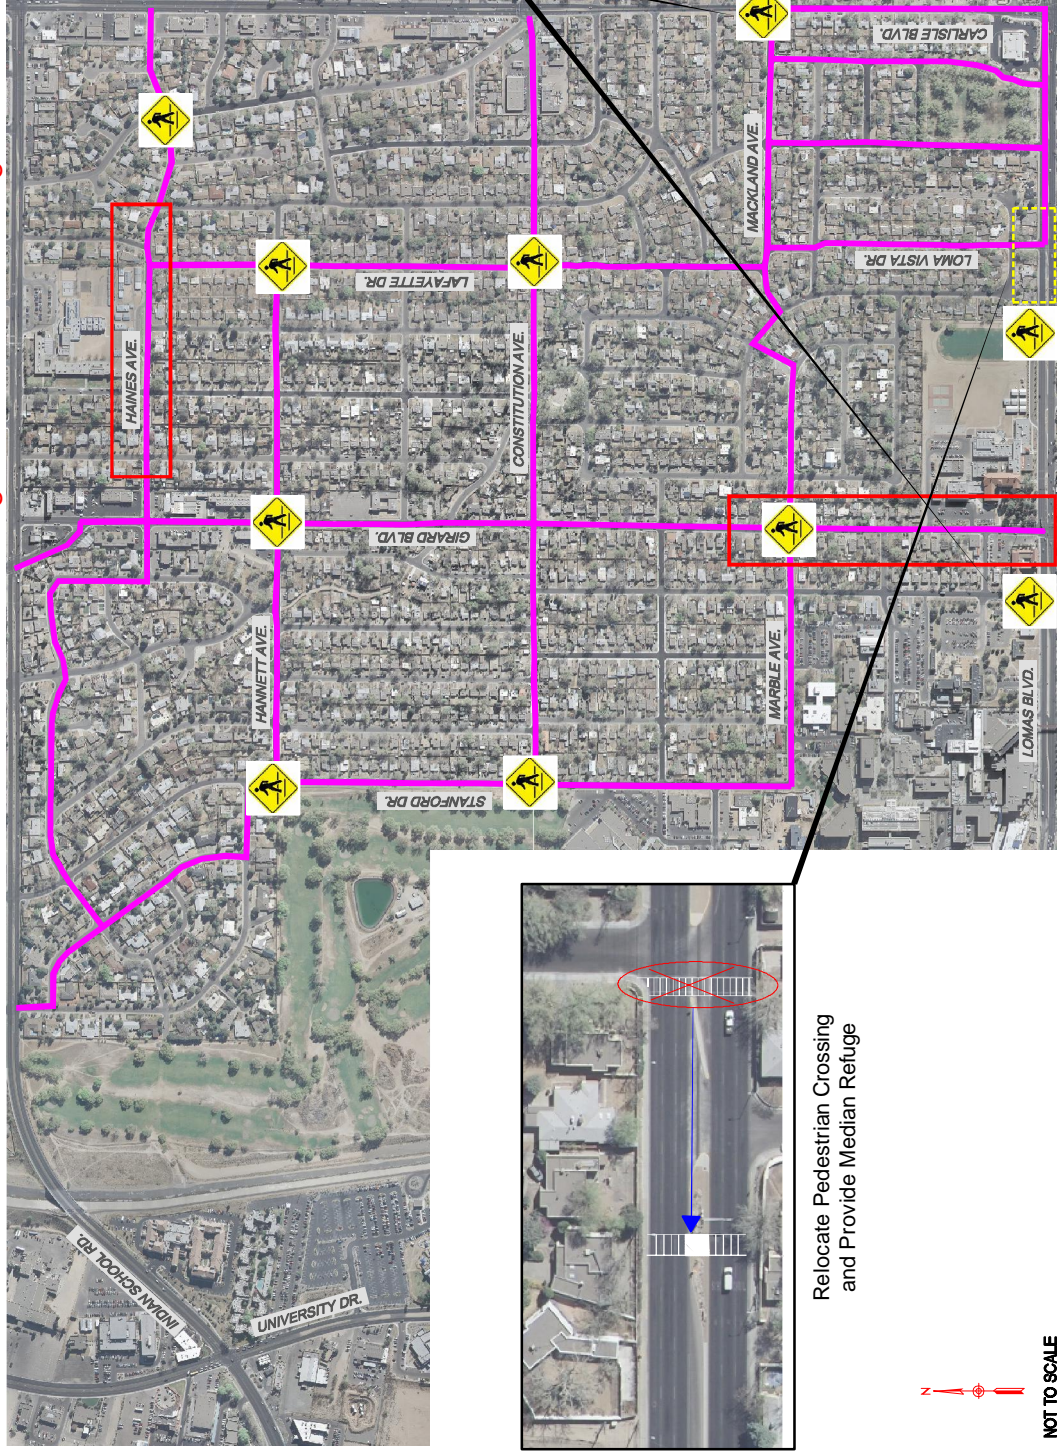 CARLISLE BLVD.
MACKLAND AVE.
LOMA VISTA DR.
LAFAYETTE DR.
HAINES AVE.
CONSTITUTION AVE.
GIRARD BLVD.
HANNETT AVE.
MARBLE AVE.
LOMAS BLVD.
STANFORD DR.
INDIAN SCHOOL RD.
UNIVERSITY DR.
Relocate Pedestrian Crossing
and Provide Median Refuge
N
NOT TO SCALE